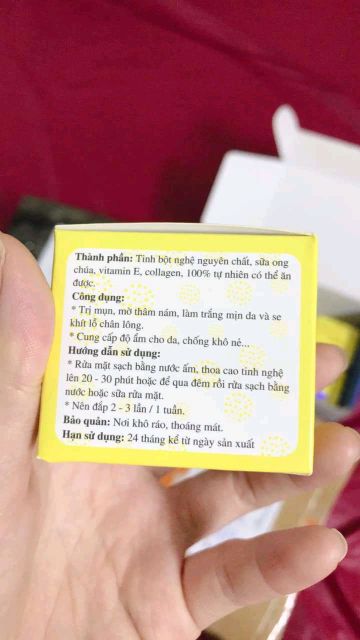 Thành phần: Tinh bột nghệ nguyên chất, sữa ong
chúa, vitamin E, collagen, 100% tự nhiên có thể ăn
được.
Công dụng:
* Trị mụn, mờ thâm nám, làm trắng mịn da và se
khít lỗ chân lông.
* Cung cấp độ ẩm cho da, chống khô nẻ...
Hướng dẫn sử dụng:
* Rửa mặt sạch bằng nước ấm, thoa cao tinh nghệ
lên 20 - 30 phút hoặc để qua đêm rồi rửa sạch bằng
nước hoặc sữa rửa mặt.
* Nên đắp 2 - 3 lần / 1 tuần.
Bảo quản: Nơi khô ráo, thoáng mát.
Hạn sử dụng: 24 tháng kể từ ngày sản xuất